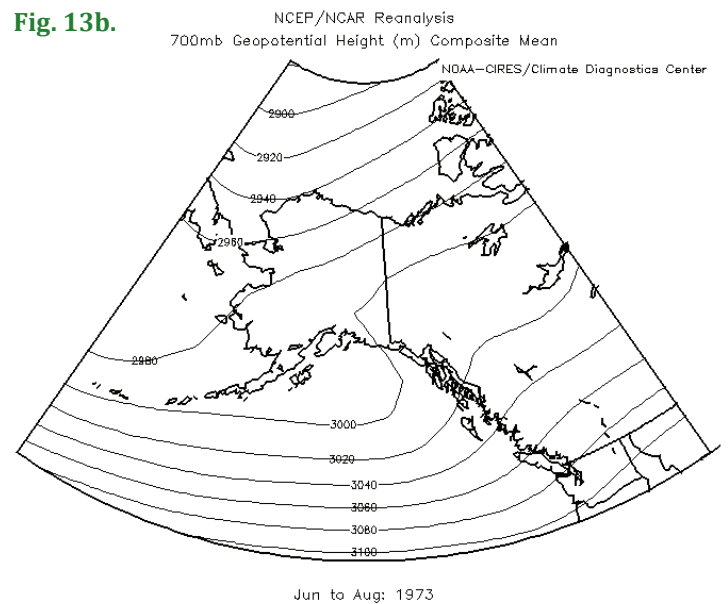 Fig. 13b.
NCEP/NCAR Reanalysis
700mb Geopotential Height (m) Composite Mean
NOAA-CIRES/Climate Diagnostics Center
2900
2920
2940
2960
2980
3000
3020
3040
3060
3080
3100
Jun to Aug: 1973